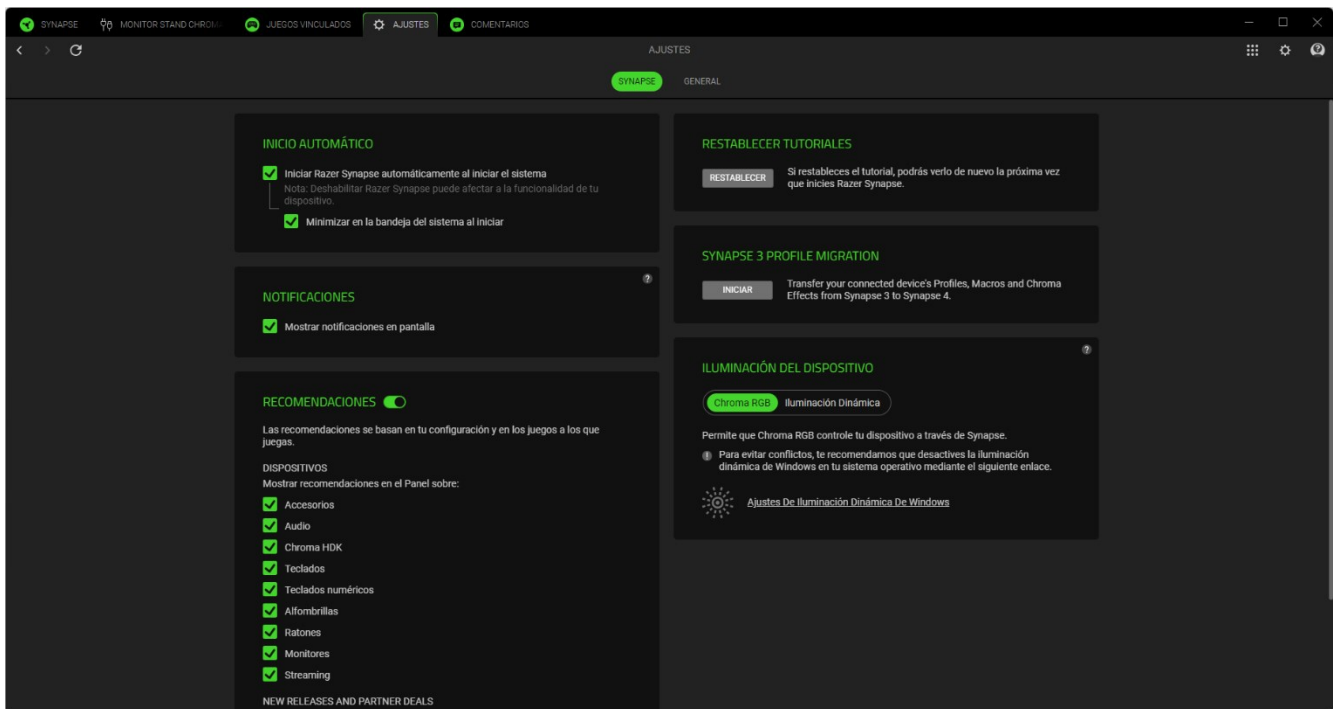 SYNAPSE
MONITOR STAND CHROMA
JUEGOS VINCULADOS
AJUSTES
COMENTARIOS
AJUSTES
SYNAPSE
GENERAL
INICIO AUTOMÁTICO
Iniciar Razer Synapse automáticamente al iniciar el sistema
Nota: Deshabilitar Razer Synapse puede afectar a la funcionalidad de tu
dispositivo.
Minimizar en la bandeja del sistema al iniciar
NOTIFICACIONES
Mostrar notificaciones en pantalla
RECOMENDACIONES
Las recomendaciones se basan en tu configuración y en los juegos a los que
juegas.
DISPOSITIVOS
Mostrar recomendaciones en el Panel sobre:
Accesorios
Audio
Chroma HDK
Teclados
Teclados numéricos
Alfombrillas
Ratones
Monitores
Streaming
NEW RELEASES AND PARTNER DEALS
RESTABLECER TUTORIALES
RESTABLECER
Si restableces el tutorial, podrás verlo de nuevo la próxima vez
que inicies Razer Synapse.
SYNAPSE 3 PROFILE MIGRATION
INICIAR
Transfer your connected device's Profiles, Macros and Chroma
Effects from Synapse 3 to Synapse 4.
ILUMINACIÓN DEL DISPOSITIVO
Chroma RGB
Iluminación Dinámica
Permite que Chroma RGB controle tu dispositivo a través de Synapse.
Para evitar conflictos, te recomendamos que desactives la iluminación
dinámica de Windows en tu sistema operativo mediante el siguiente enlace.
Ajustes De Iluminación Dinámica De Windows